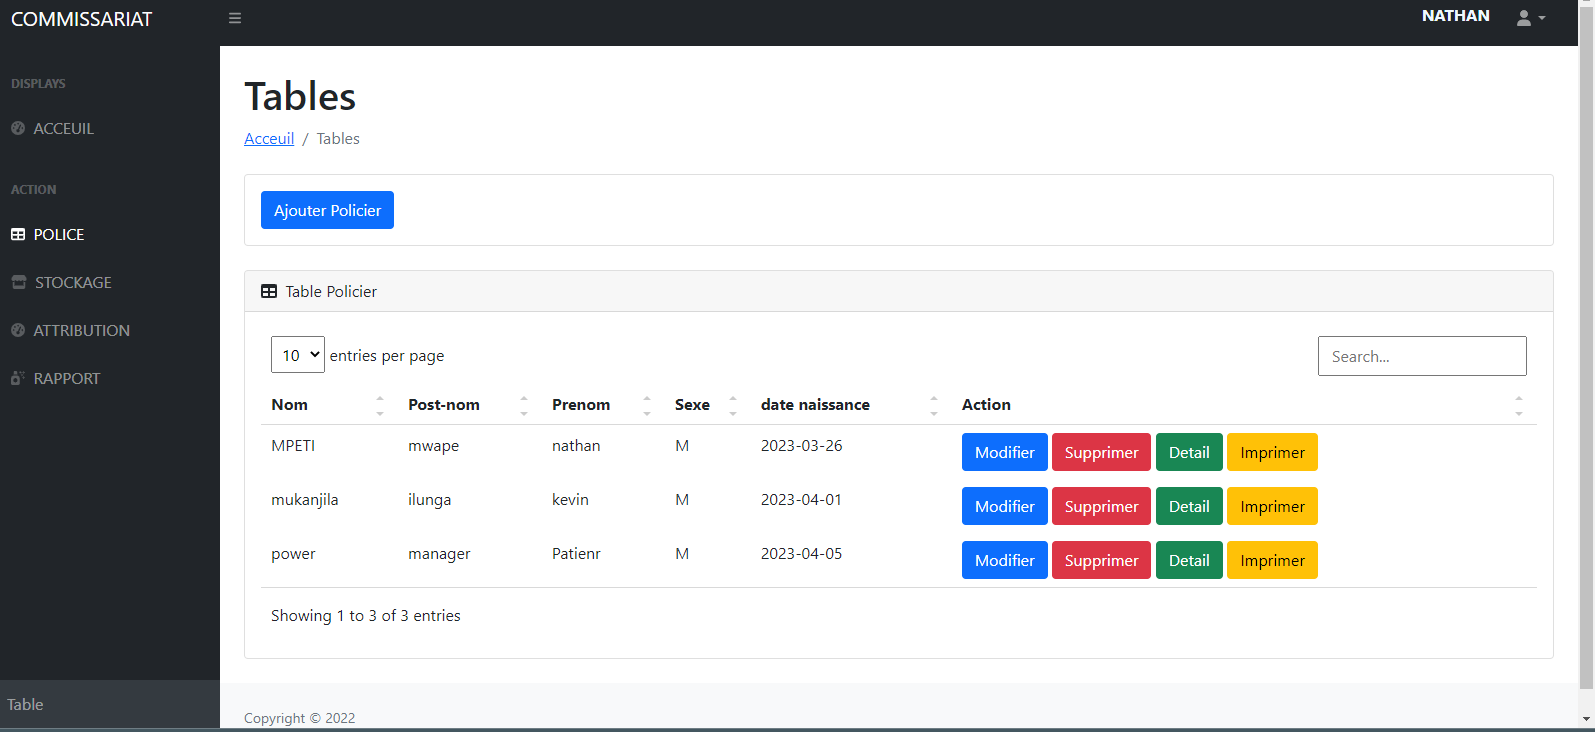 COMMISSARIAT
NATHAN
DISPLAYS
ACCEUIL
ACTION
POLICE
STOCKAGE
ATTRIBUTION
RAPPORT
Table
Tables
Acceuil / Tables
Ajouter Policier
Table Policier
10 entries per page
Search...
Nom Post-nom Prenom Sexe date naissance Action
MPETI mwape nathan M 2023-03-26 Modifier Supprimer Detail Imprimer
mukanjila ilunga kevin M 2023-04-01 Modifier Supprimer Detail Imprimer
power manager Patienr M 2023-04-05 Modifier Supprimer Detail Imprimer
Showing 1 to 3 of 3 entries
Copyright © 2022